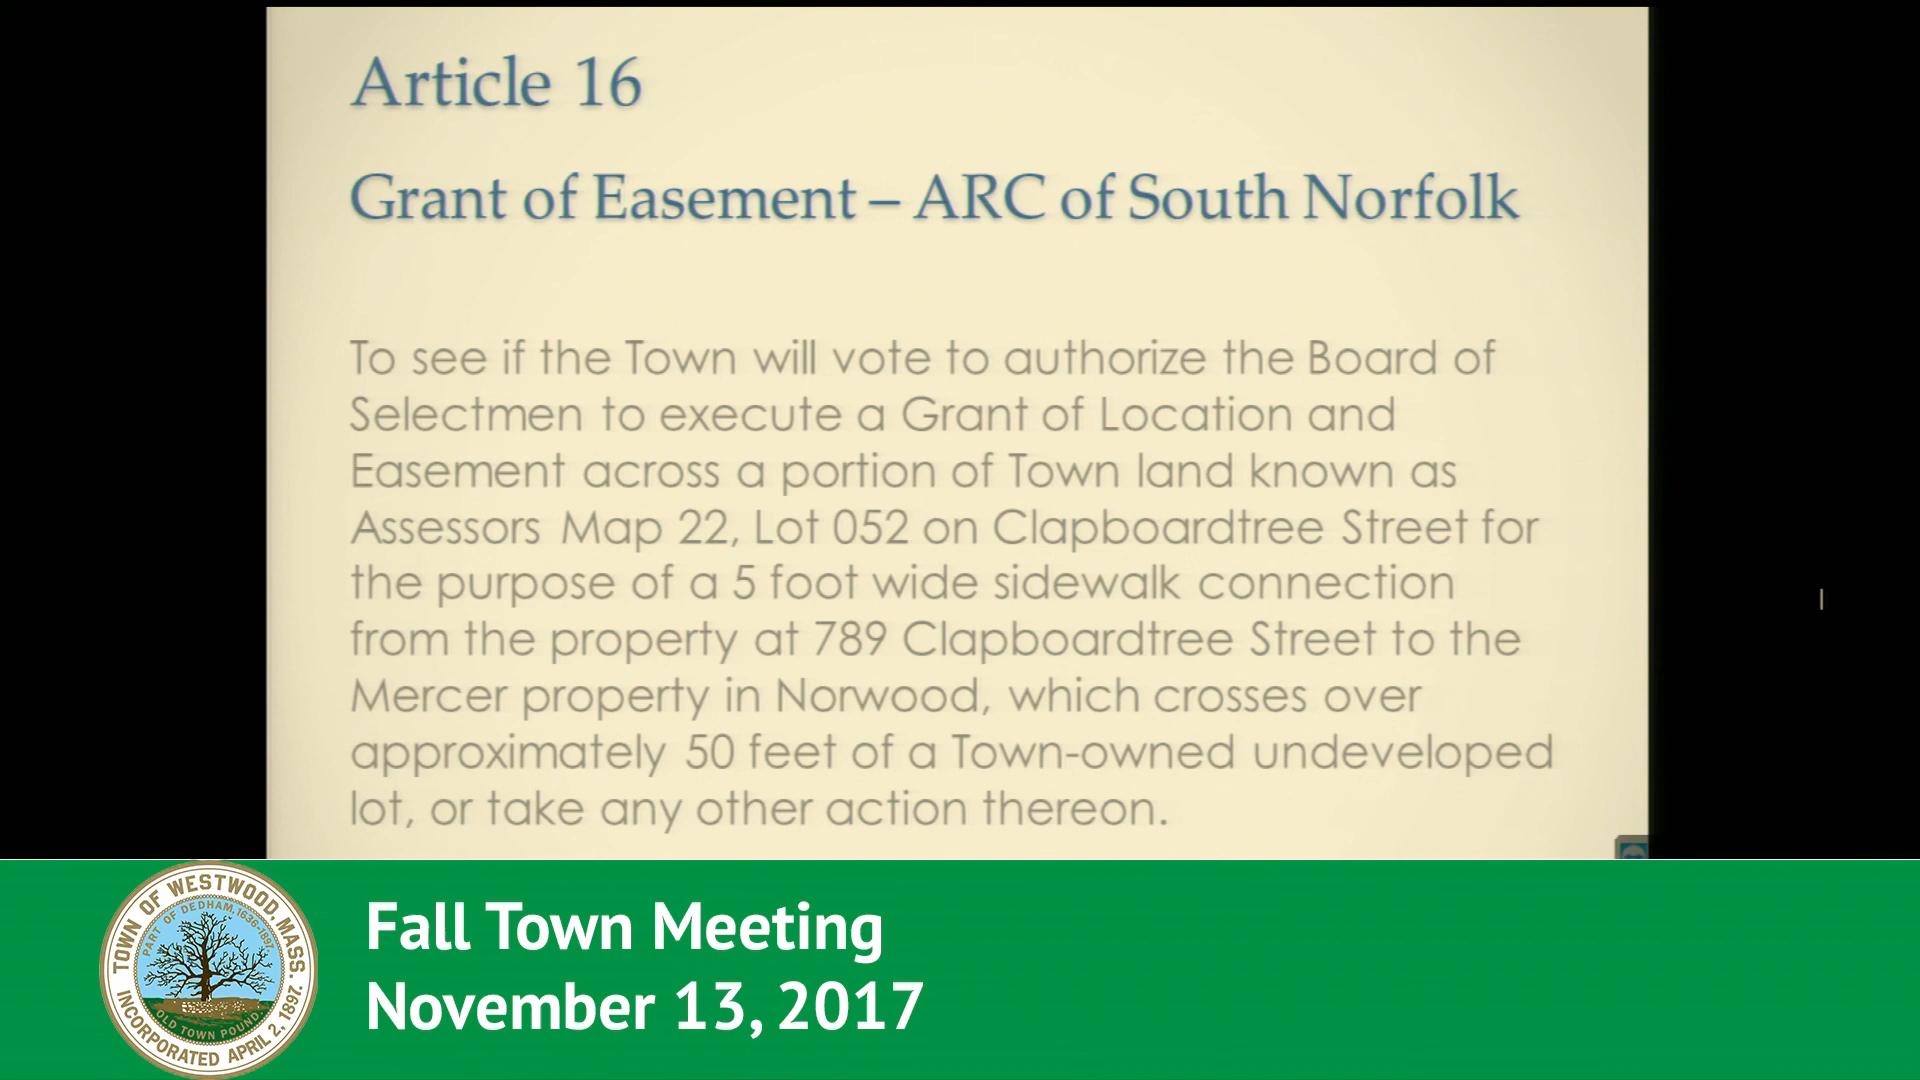 Article 16
Grant of Easement – ARC of South Norfolk
To see if the Town will vote to authorize the Board of
Selectmen to execute a Grant of Location and
Easement across a portion of Town land known as
Assessors Map 22, Lot 052 on Clapboardtree Street for
the purpose of a 5 foot wide sidewalk connection
from the property at 789 Clapboardtree Street to the
Mercer property in Norwood, which crosses over
approximately 50 feet of a Town-owned undeveloped
lot, or take any other action thereon.
TOWN OF WESTWOOD, MASS.
PART OF DEDHAM, 1636-1897.
OLD TOWN POUND.
INCORPORATED APRIL 2, 1897.
Fall Town Meeting
November 13, 2017